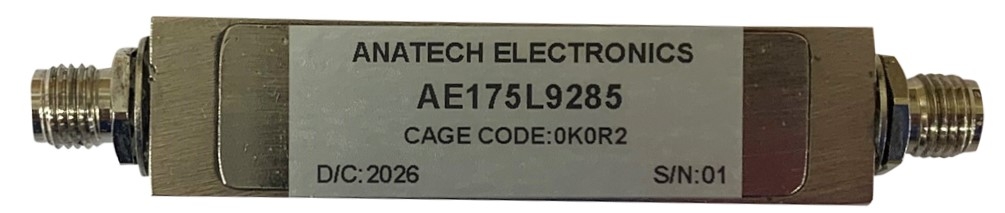 ANATECH ELECTRONICS
AE175L9285
CAGE CODE:0K0R2
D/C:2026 S/N:01